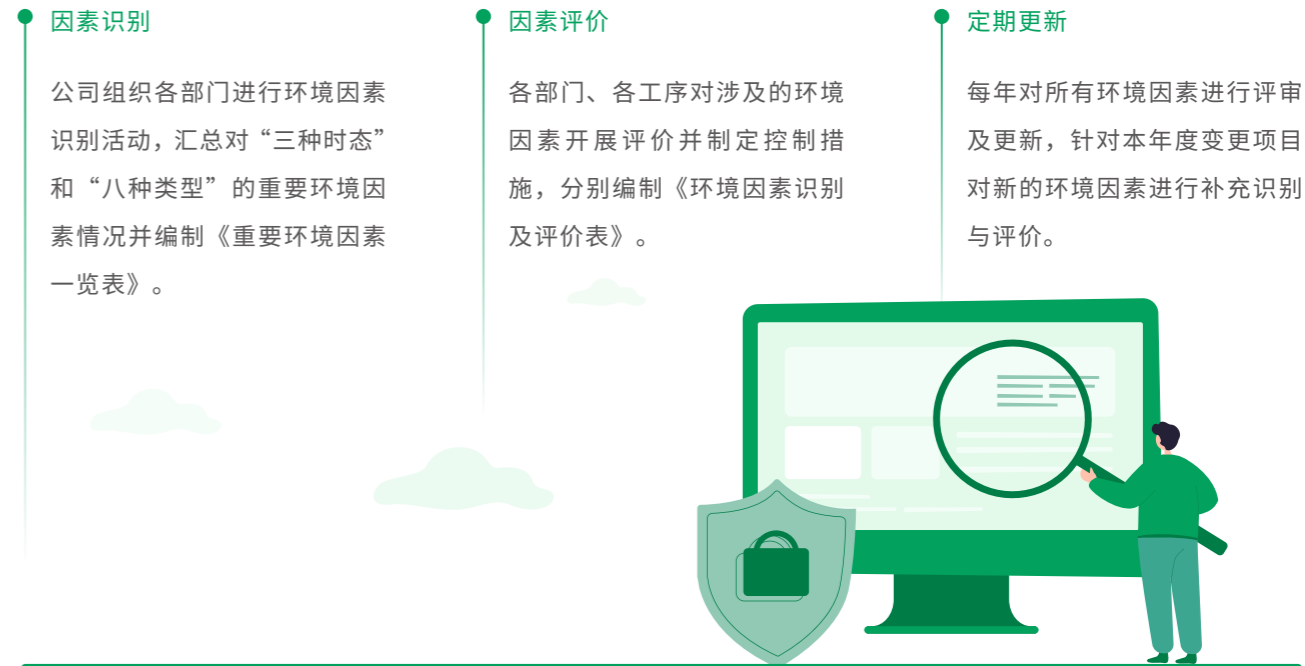 因素识别
公司组织各部门进行环境因素
识别活动，汇总对“三种时态”
和“八种类型”的重要环境因
素情况并编制《重要环境因素
一览表》。
因素评价
各部门、各工序对涉及的环境
因素开展评价并制定控制措
施，分别编制《环境因素识别
及评价表》。
定期更新
每年对所有环境因素进行评审
及更新，针对本年度变更项目
对新的环境因素进行补充识别
与评价。